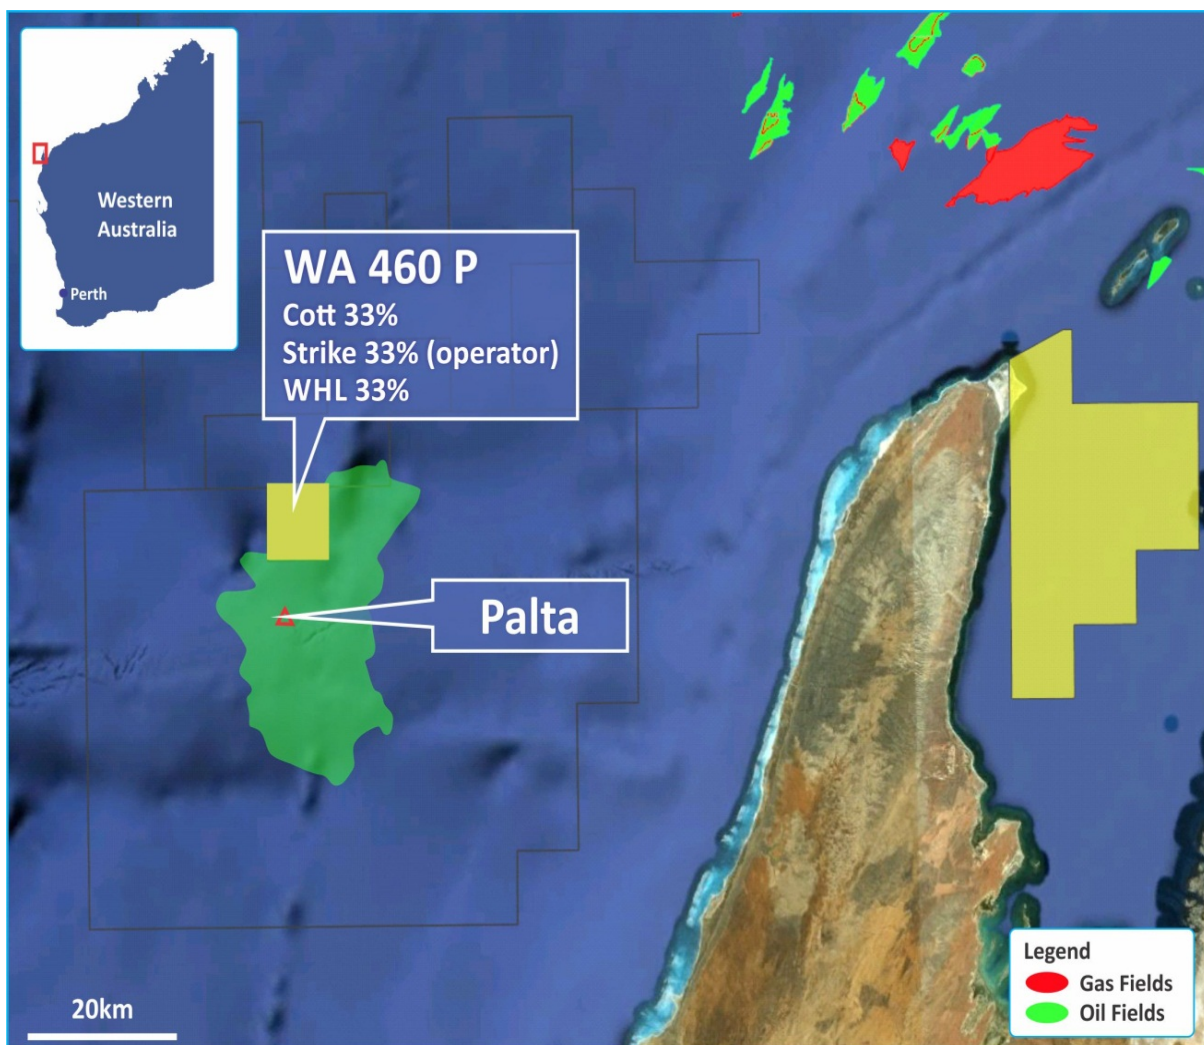 Western
Australia
Perth
WA 460 P
Cott 33%
Strike 33% (operator)
WHL 33%
Palta
20km
Legend
Gas Fields
Oil Fields